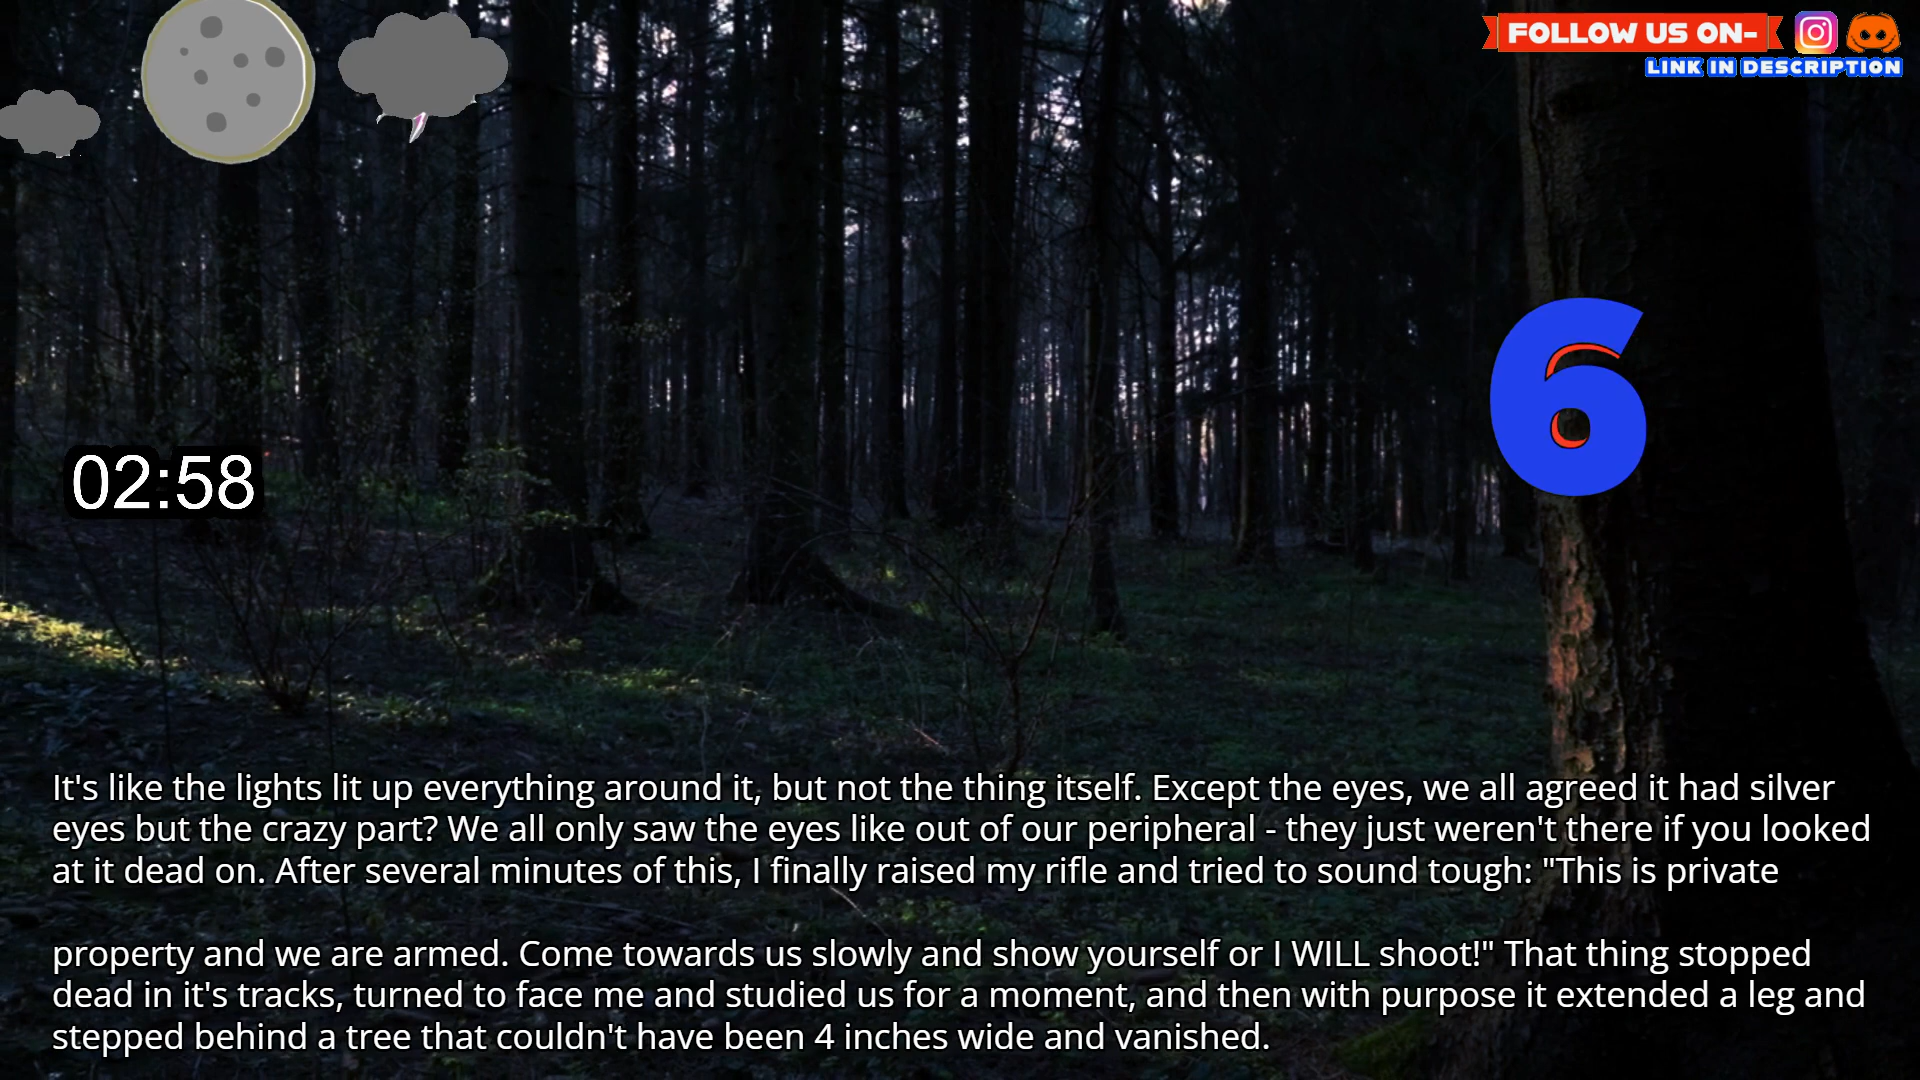 FOLLOW US ON-
LINK IN DESCRIPTION
6
02:58
It's like the lights lit up everything around it, but not the thing itself. Except the eyes, we all agreed it had silver
eyes but the crazy part? We all only saw the eyes like out of our peripheral - they just weren't there if you looked
at it dead on. After several minutes of this, I finally raised my rifle and tried to sound tough: "This is private
property and we are armed. Come towards us slowly and show yourself or I WILL shoot!" That thing stopped
dead in it's tracks, turned to face me and studied us for a moment, and then with purpose it extended a leg and
stepped behind a tree that couldn't have been 4 inches wide and vanished.